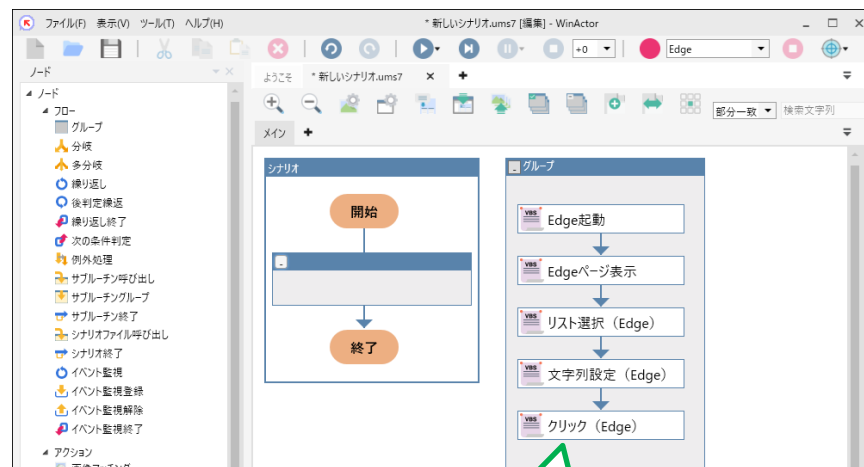 ファイル(F) 表示(V) ツール(T) ヘルプ(H)
* 新しいシナリオ.ums7 [編集] - WinActor
+0
Edge
ノード
ようこそ
* 新しいシナリオ.ums7
部分一致
検索文字列
メイン
ノード
フロー
グループ
分岐
多分岐
繰り返し
後判定繰返
繰り返し終了
次の条件判定
例外処理
サブルーチン呼び出し
サブルーチングループ
サブルーチン終了
シナリオファイル呼び出し
シナリオ終了
イベント監視
イベント監視登録
イベント監視解除
イベント監視終了
アクション
シナリオ
開始
終了
グループ
VBS Edge起動
VBS Edgeページ表示
VBS リスト選択（Edge）
VBS 文字列設定（Edge）
VBS クリック（Edge）